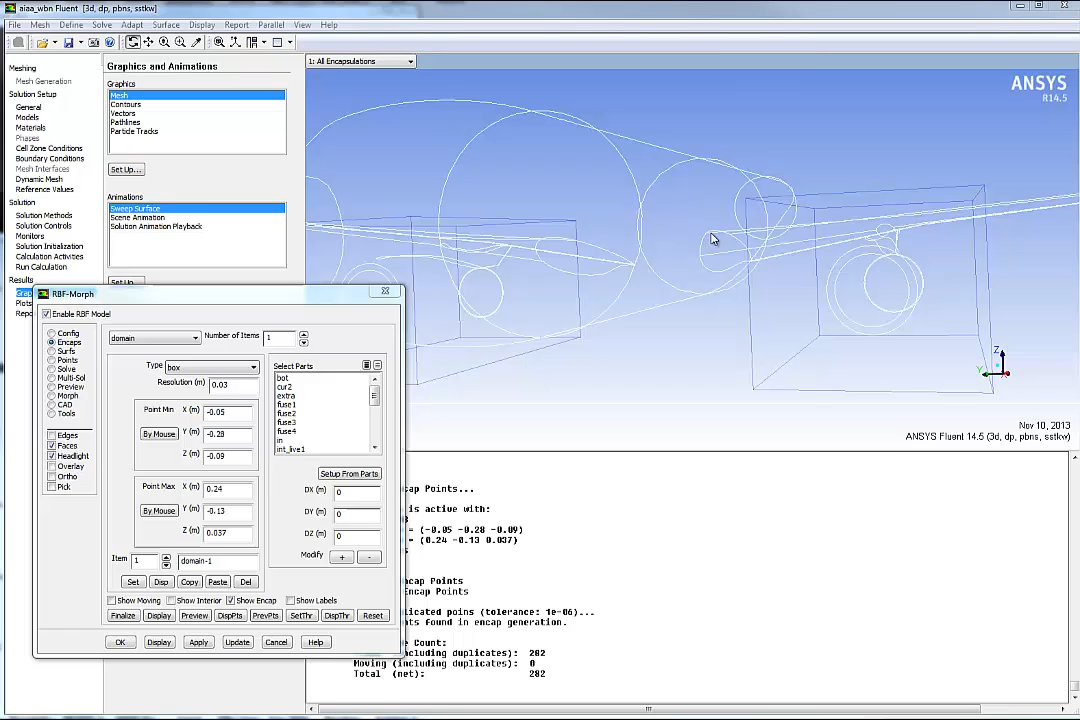 aiaa_wbn Fluent [3d, dp, pbns, sstkw]
File Mesh Define Solve Adapt Surface Display Report Parallel View Help
Meshing
Mesh Generation
Solution Setup
General
Models
Materials
Phases
Cell Zone Conditions
Boundary Conditions
Mesh Interfaces
Dynamic Mesh
Reference Values
Solution
Solution Methods
Solution Controls
Monitors
Solution Initialization
Calculation Activities
Run Calculation
Results
Graphics and Animations
Graphics
Mesh
Contours
Vectors
Pathlines
Particle Tracks
Set Up...
Animations
Sweep Surface
Scene Animation
Solution Animation Playback
Set Up
1: All Encapsulations
ANSYS
R14.5
Z
Y
X
Nov 10, 2013
ANSYS Fluent 14.5 (3d, dp, pbns, sstkw)
RBF-Morph
Enable RBF Model
Config
Encaps
Surfs
Points
Solve
Multi-Sol
Preview
Morph
CAD
Tools
Edges
Faces
Headlight
Overlay
Ortho
Pick
domain
Number of Items 1
Type box
Resolution (m) 0.03
Point Min X (m) -0.05
By Mouse Y (m) -0.28
Z (m) -0.09
Point Max X (m) 0.24
By Mouse Y (m) -0.13
Z (m) 0.037
Item 1 domain-1
Set Disp Copy Paste Del
Select Parts
bot
cur2
extra
fuse1
fuse2
fuse3
fuse4
in
int_live1
Setup From Parts
DX (m) 0
DY (m) 0
DZ (m) 0
Modify + -
Show Moving Show Interior Show Encap Show Labels
Finalize Display Preview DispPts PrevPts SetThr DispThr Reset
OK Display Apply Update Cancel Help
cap Points...
is active with:
= (-0.05 -0.28 -0.09)
= (0.24 -0.13 0.037)
ncap Points
Encap Points
icated poins (tolerance: 1e-06)...
ts found in encap generation.
e Count:
including duplicates): 282
Moving (including duplicates): 0
Total (net): 282